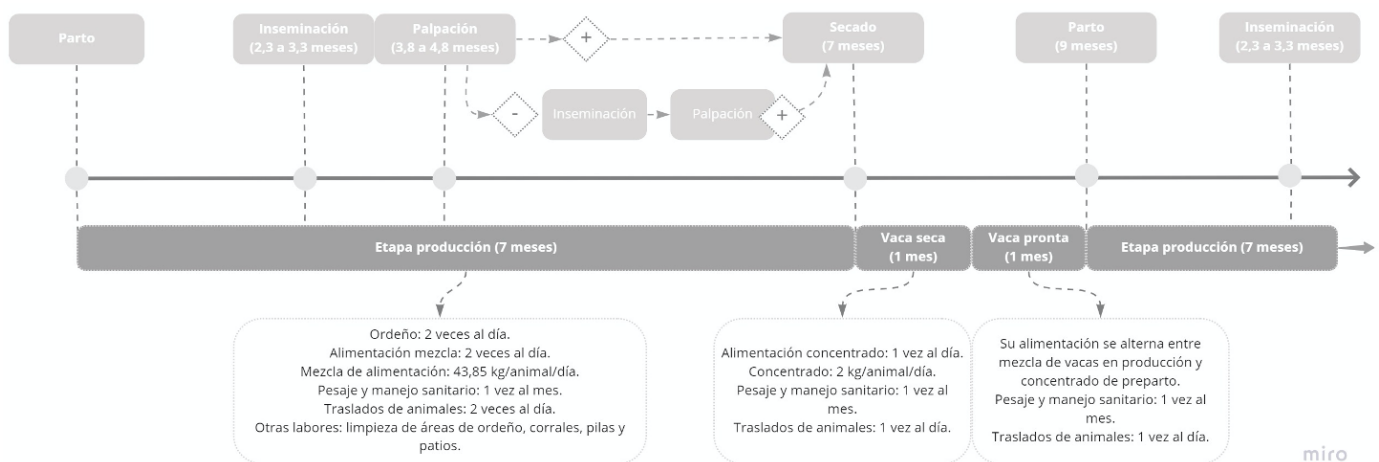 Parto
Inseminación
(2,3 a 3,3 meses)
Palpación
(3,8 a 4,8 meses)
+
Secado
(7 meses)
Parto
(9 meses)
Inseminación
(2,3 a 3,3 meses)
-
Inseminación
Palpación
+
Etapa producción (7 meses)
Vaca seca
(1 mes)
Vaca pronta
(1 mes)
Etapa producción (7 meses)
Ordeño: 2 veces al día.
Alimentación mezcla: 2 veces al día.
Mezcla de alimentación: 43,85 kg/animal/día.
Pesaje y manejo sanitario: 1 vez al mes.
Traslados de animales: 2 veces al día.
Otras labores: limpieza de áreas de ordeño, corrales, pilas y
patios.
Alimentación concentrado: 1 vez al día.
Concentrado: 2 kg/animal/día.
Pesaje y manejo sanitario: 1 vez al
mes.
Traslados de animales: 1 vez al día.
Su alimentación se alterna entre
mezcla de vacas en producción y
concentrado de preparto.
Pesaje y manejo sanitario: 1 vez al
mes.
Traslados de animales: 1 vez al día.
miro